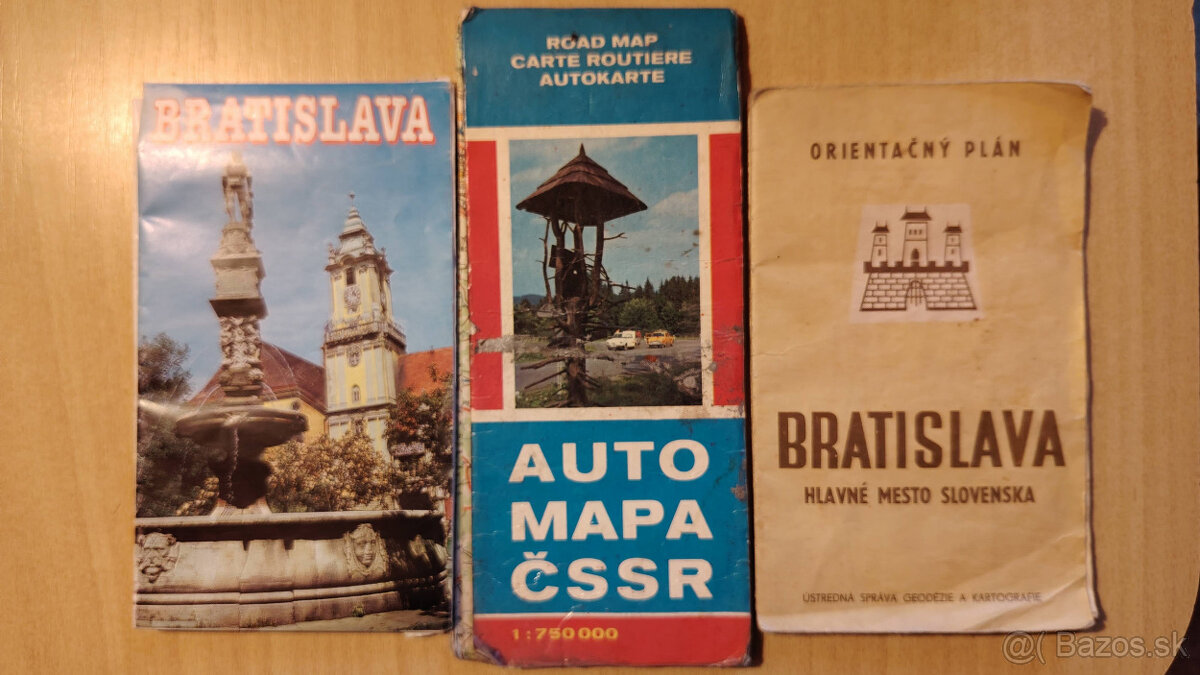 BRATISLAVA
ROAD MAP
CARTE ROUTIERE
AUTOKARTE
AUTO
MAPA
ČSSR
1:750 000
ORIENTAČNÝ PLÁN
BRATISLAVA
HLAVNÉ MESTO SLOVENSKA
ÚSTREDNÁ SPRÁVA GEODÉZIE A KARTOGRAFIE
@( Bazos.sk